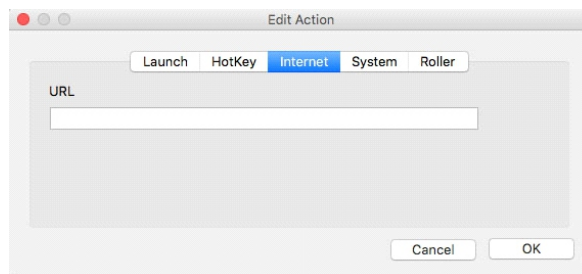 Edit Action
Launch HotKey Internet System Roller
URL
Cancel OK